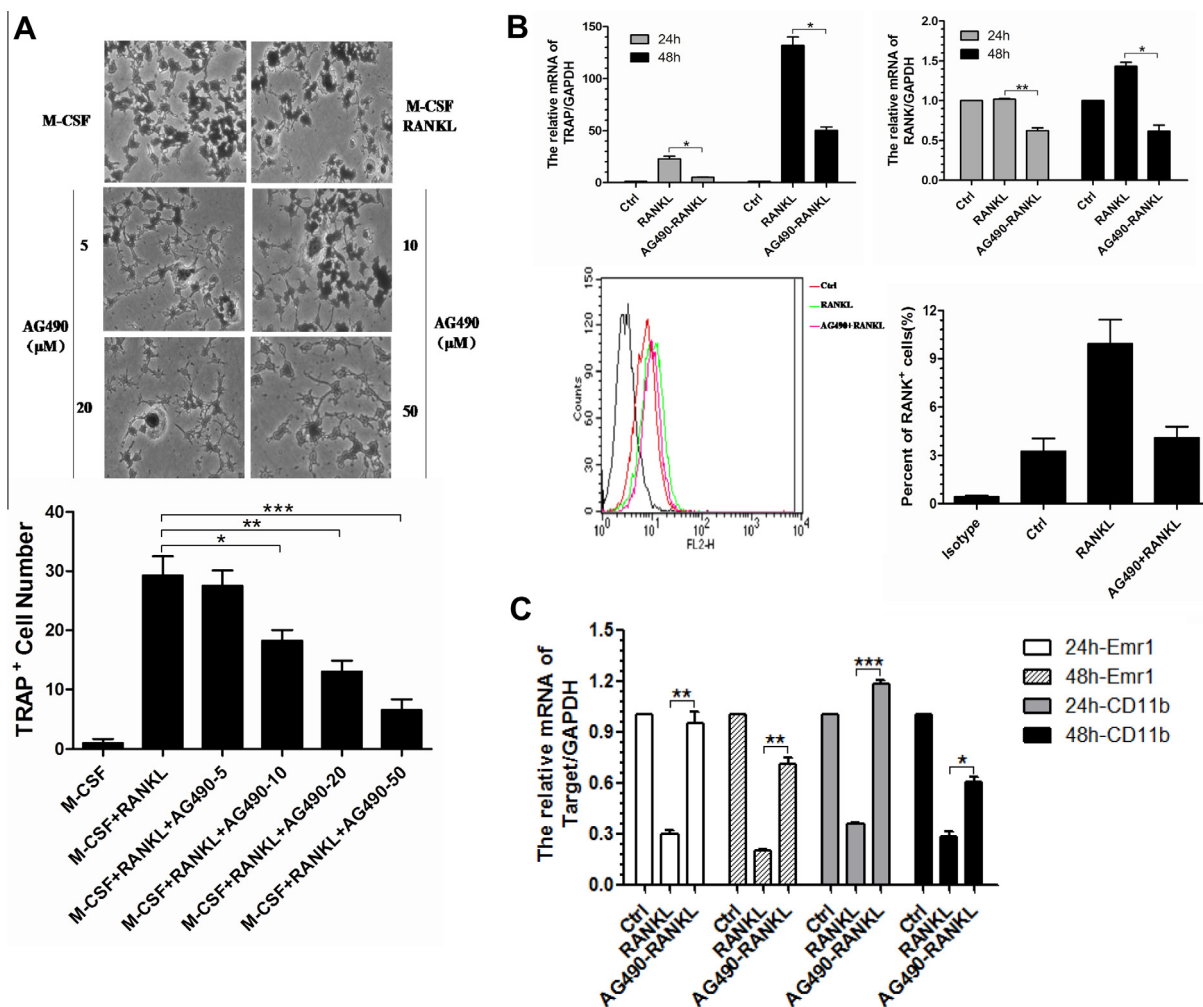 A
M-CSF
M-CSF
RANKL
5
10
AG490
(μM)
AG490
(μM)
20
50
TRAP + Cell Number
40
30
20
10
0
***
**
*
M-CSF
M-CSF+RANKL
M-CSF+RANKL+AG490-5
M-CSF+RANKL+AG490-10
M-CSF+RANKL+AG490-20
M-CSF+RANKL+AG490-50
B
The relative mRNA of
TRAP/GAPDH
150
100
50
0
24h
48h
*
*
Ctrl
RANKL
AG490-RANKL
Ctrl
RANKL
AG490-RANKL
The relative mRNA of
RANK/GAPDH
2.0
1.5
1.0
0.5
0.0
24h
48h
**
*
Ctrl
RANKL
AG490-RANKL
Ctrl
RANKL
AG490-RANKL
Counts
150
120
90
60
30
0
10^0 10^1 10^2 10^3 10^4
FL2-H
Ctrl
RANKL
AG490+RANKL
Percent of RANK+ cells(%)
12
9
6
3
0
Isotype
Ctrl
RANKL
AG490+RANKL
C
The relative mRNA of
Target/GAPDH
1.5
1.2
0.9
0.6
0.3
0.0
**
**
***
*
Ctrl
RANKL
AG490-RANKL
Ctrl
RANKL
AG490-RANKL
Ctrl
RANKL
AG490-RANKL
Ctrl
RANKL
AG490-RANKL
24h-Emr1
48h-Emr1
24h-CD11b
48h-CD11b